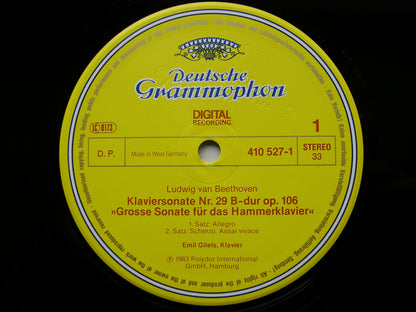 Deutsche
Grammophon
DIGITAL
RECORDING
LC 0173
1
D. P.
Made in West Germany
410 527-1
STEREO
33
Ludwig van Beethoven
Klaviersonate Nr. 29 B-dur op. 106
»Grosse Sonate für das Hammerklavier«
1. Satz: Allegro
2. Satz: Scherzo. Assai vivace
Emil Gilels, Klavier
℗ 1983 Polydor International
GmbH, Hamburg